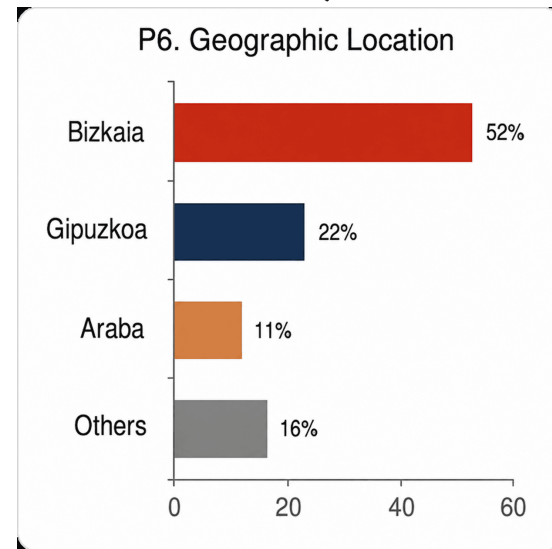 P6. Geographic Location
Bizkaia 52%
Gipuzkoa 22%
Araba 11%
Others 16%
0 20 40 60